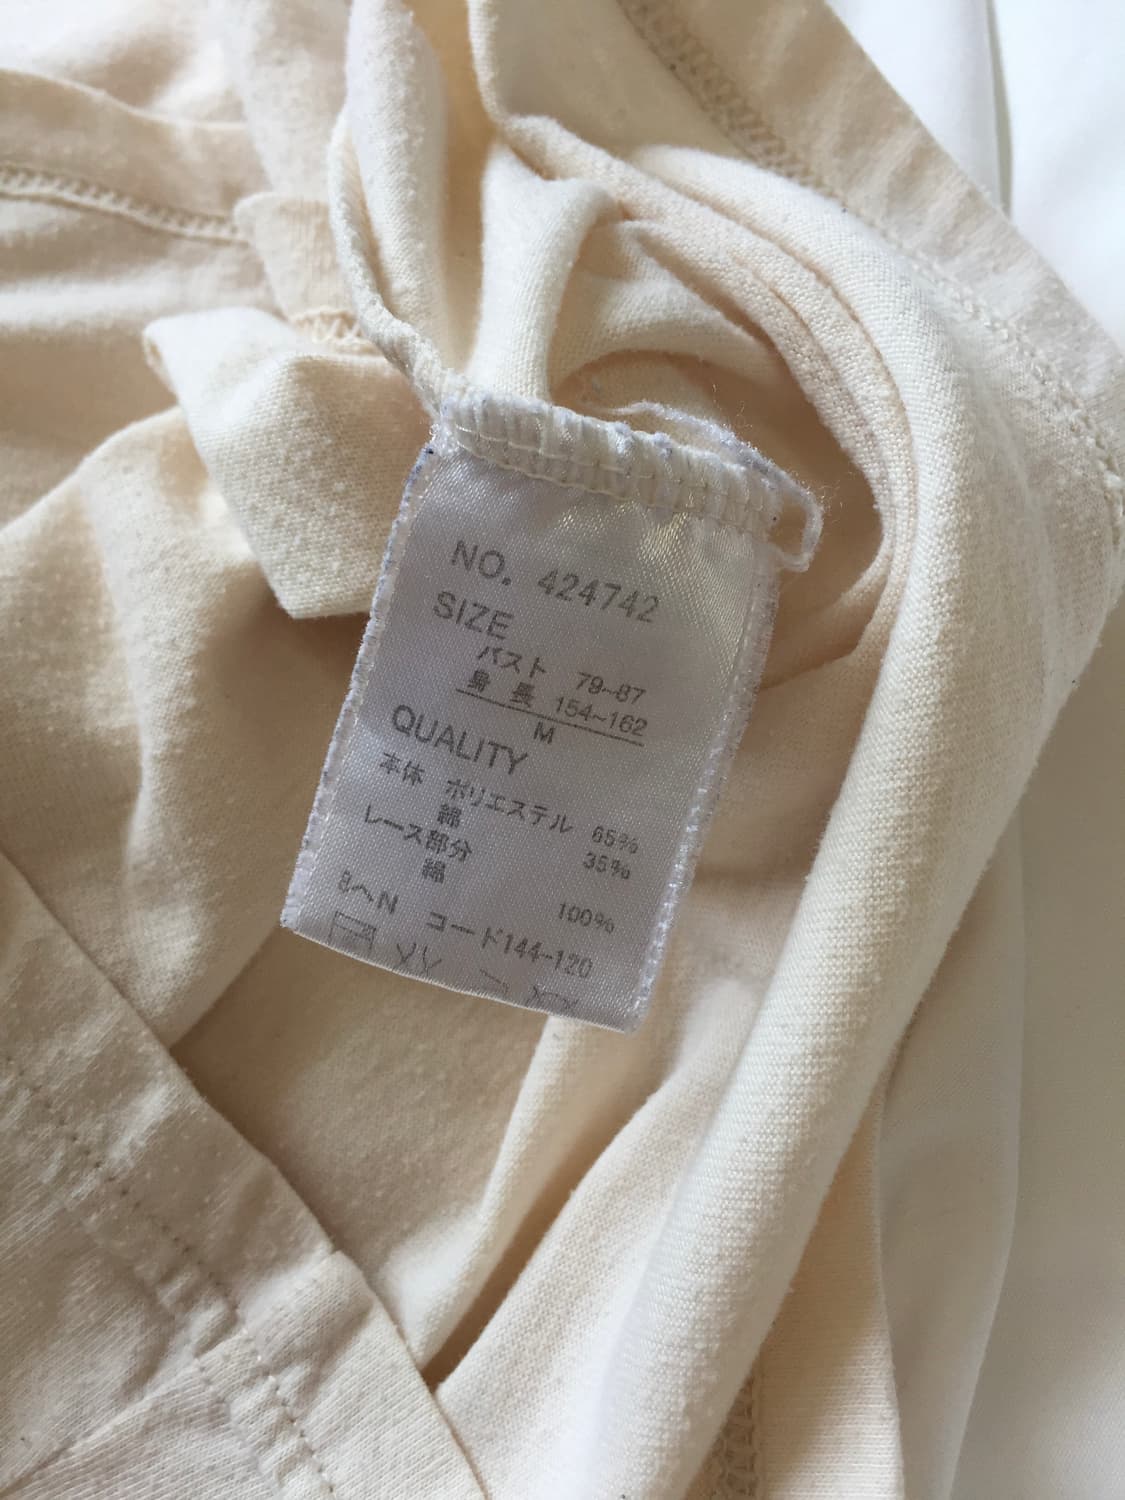 NO. 424742
SIZE
バスト 79~87
身長 154~162
M
QUALITY
本体 ポリエステル 65%
綿 35%
レース部分
綿 100%
8ヘN コード144-120